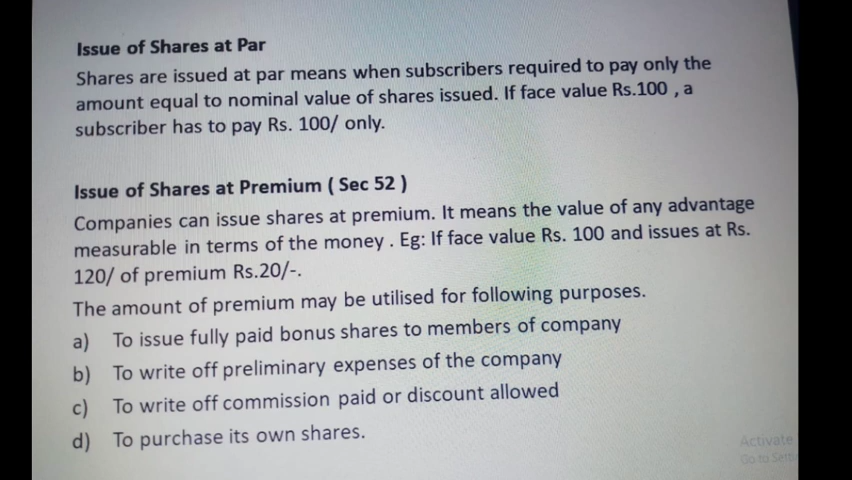 Issue of Shares at Par
Shares are issued at par means when subscribers required to pay only the
amount equal to nominal value of shares issued. If face value Rs.100 , a
subscriber has to pay Rs. 100/ only.
Issue of Shares at Premium ( Sec 52 )
Companies can issue shares at premium. It means the value of any advantage
measurable in terms of the money . Eg: If face value Rs. 100 and issues at Rs.
120/ of premium Rs.20/-.
The amount of premium may be utilised for following purposes.
a) To issue fully paid bonus shares to members of company
b) To write off preliminary expenses of the company
c) To write off commission paid or discount allowed
d) To purchase its own shares.
Activate
Go to